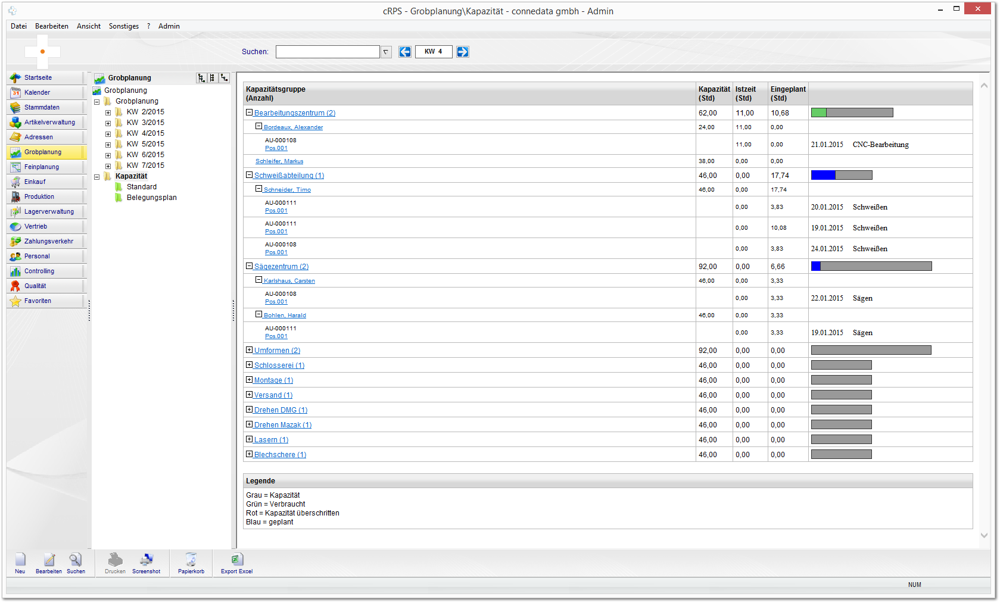 cRPS - Grobplanung\Kapazität - connedata gmbh - Admin
Datei Bearbeiten Ansicht Sonstiges ? Admin
Suchen: KW 4
Startseite
Kalender
Stammdaten
Artikelverwaltung
Adressen
Grobplanung
Feinplanung
Einkauf
Produktion
Lagerverwaltung
Vertrieb
Zahlungsverkehr
Personal
Controlling
Qualität
Favoriten
Grobplanung
Grobplanung
Grobplanung
KW 2/2015
KW 3/2015
KW 4/2015
KW 5/2015
KW 6/2015
KW 7/2015
Kapazität
Standard
Belegungsplan
Kapazitätsgruppe (Anzahl) Kapazität (Std) Istzeit (Std) Eingeplant (Std)
Bearbeitungszentrum (2) 62,00 11,00 10,68
Bordeaux, Alexander 24,00 11,00 0,00
AU-000108
Pos.001 11,00 0,00 21.01.2015 CNC-Bearbeitung
Schleifer, Markus 38,00 0,00 0,00
Schweißabteilung (1) 46,00 0,00 17,74
Schneider, Timo 46,00 0,00 17,74
AU-000111
Pos.001 0,00 3,83 20.01.2015 Schweißen
AU-000111
Pos.001 0,00 10,08 19.01.2015 Schweißen
AU-000108
Pos.001 0,00 3,83 24.01.2015 Schweißen
Sägezentrum (2) 92,00 0,00 6,66
Karlshaus, Carsten 46,00 0,00 3,33
AU-000108
Pos.001 0,00 3,33 22.01.2015 Sägen
Bohlen, Harald 46,00 0,00 3,33
AU-000111
Pos.001 0,00 3,33 19.01.2015 Sägen
Umformen (2) 92,00 0,00 0,00
Schlosserei (1) 46,00 0,00 0,00
Montage (1) 46,00 0,00 0,00
Versand (1) 46,00 0,00 0,00
Drehen DMG (1) 46,00 0,00 0,00
Drehen Mazak (1) 46,00 0,00 0,00
Lasern (1) 46,00 0,00 0,00
Blechschere (1) 46,00 0,00 0,00
Legende
Grau = Kapazität
Grün = Verbraucht
Rot = Kapazität überschritten
Blau = geplant
Neu Bearbeiten Suchen Drucken Screenshot Papierkorb Export Excel
NUM